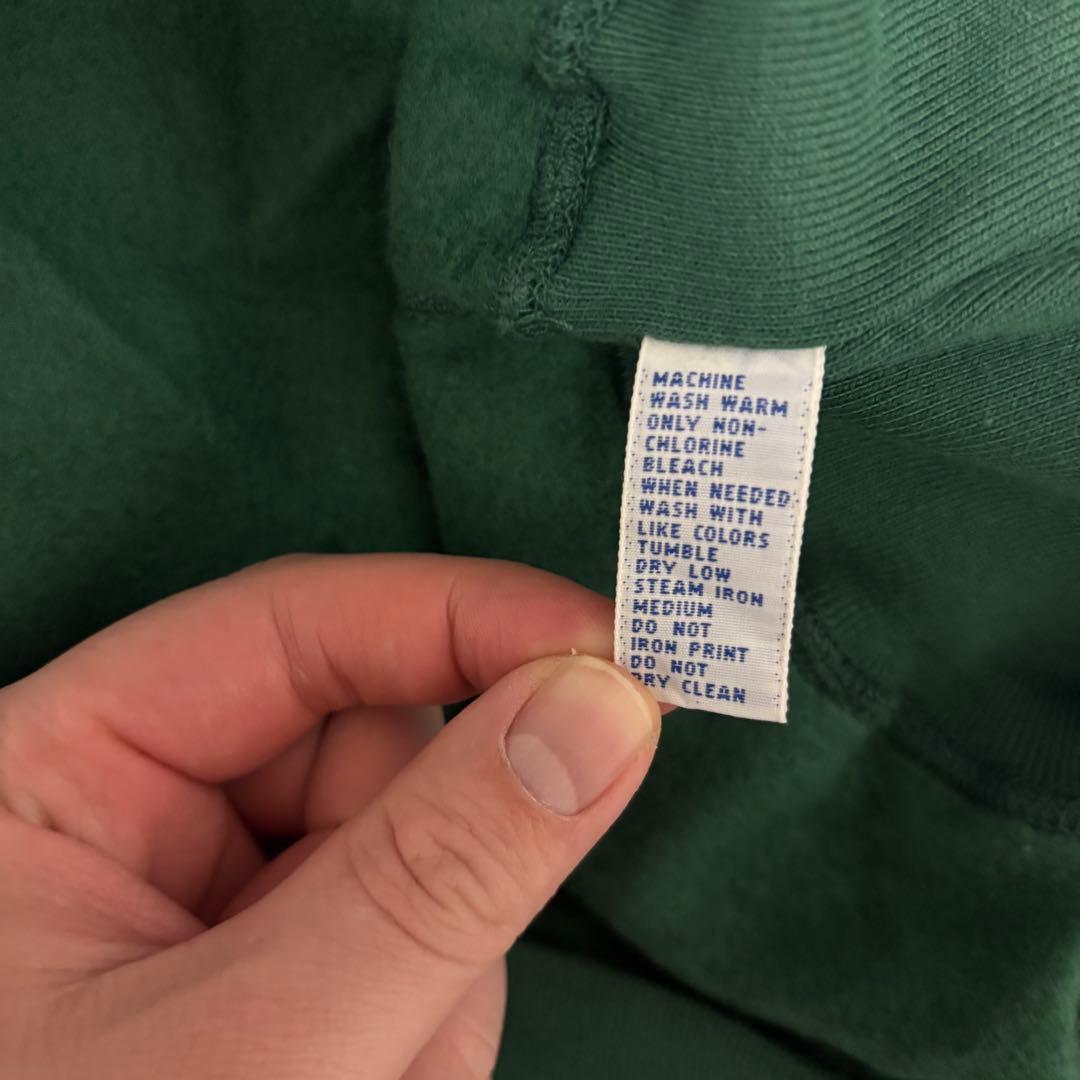 MACHINE
WASH WARM
ONLY NON-
CHLORINE
BLEACH
WHEN NEEDED
WASH WITH
LIKE COLORS
TUMBLE
DRY LOW
STEAM IRON
MEDIUM
DO NOT
IRON PRINT
DO NOT
DRY CLEAN